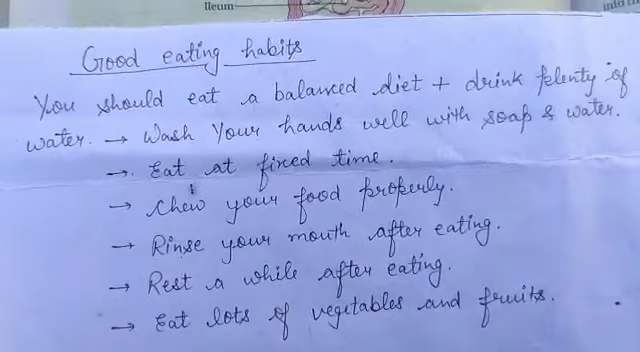 Ileum
into th
Good eating habits
You should eat a balanced diet + drink plenty of
water. → Wash Your hands well with soap & water.
→ Eat at fixed time.
→ Chew your food properly.
→ Rinse your mouth after eating.
→ Rest a while after eating.
→ Eat lots of vegetables and fruits.